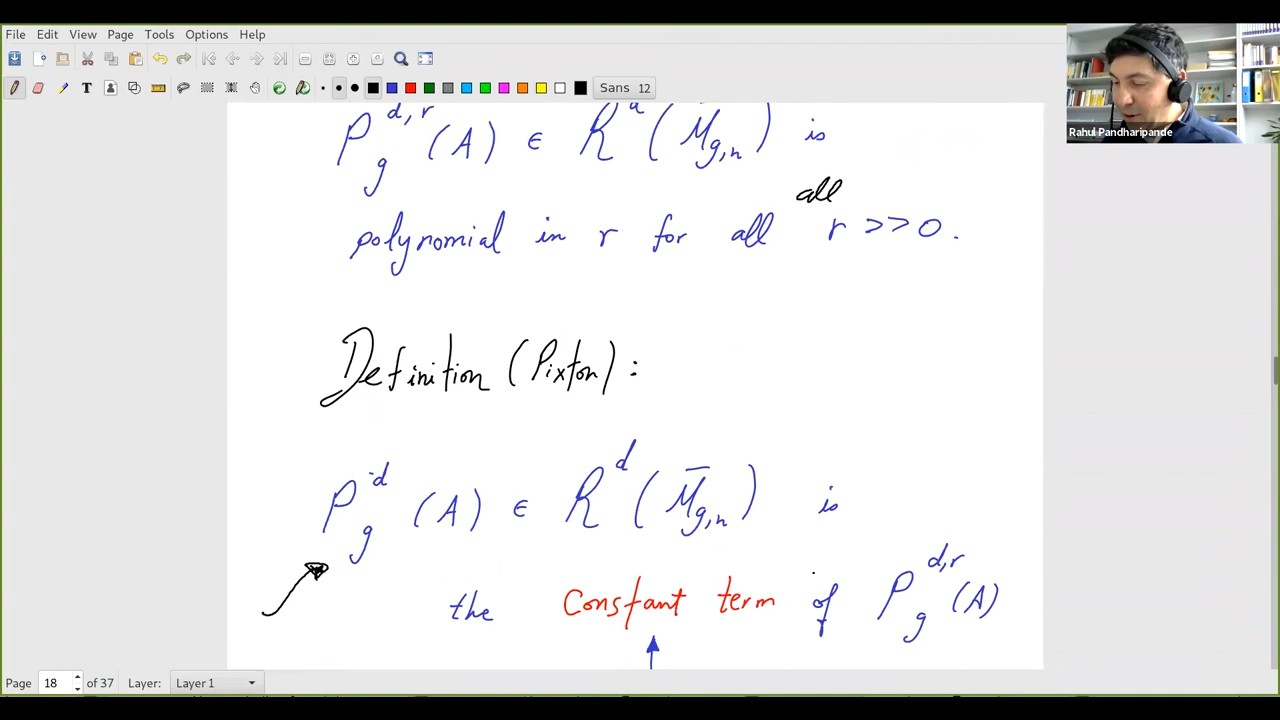 File Edit View Page Tools Options Help
Sans 12
Rahul Pandharipande
P_g^{d,r} (A) ∈ R^d (M̄_{g,n}) is
all
polynomial in r for all r >> 0.
Definition (Pixton):
P_g^{d} (A) ∈ R^d (M̄_{g,n}) is
the Constant term of P_g^{d,r} (A)
Page 18 of 37 Layer: Layer 1